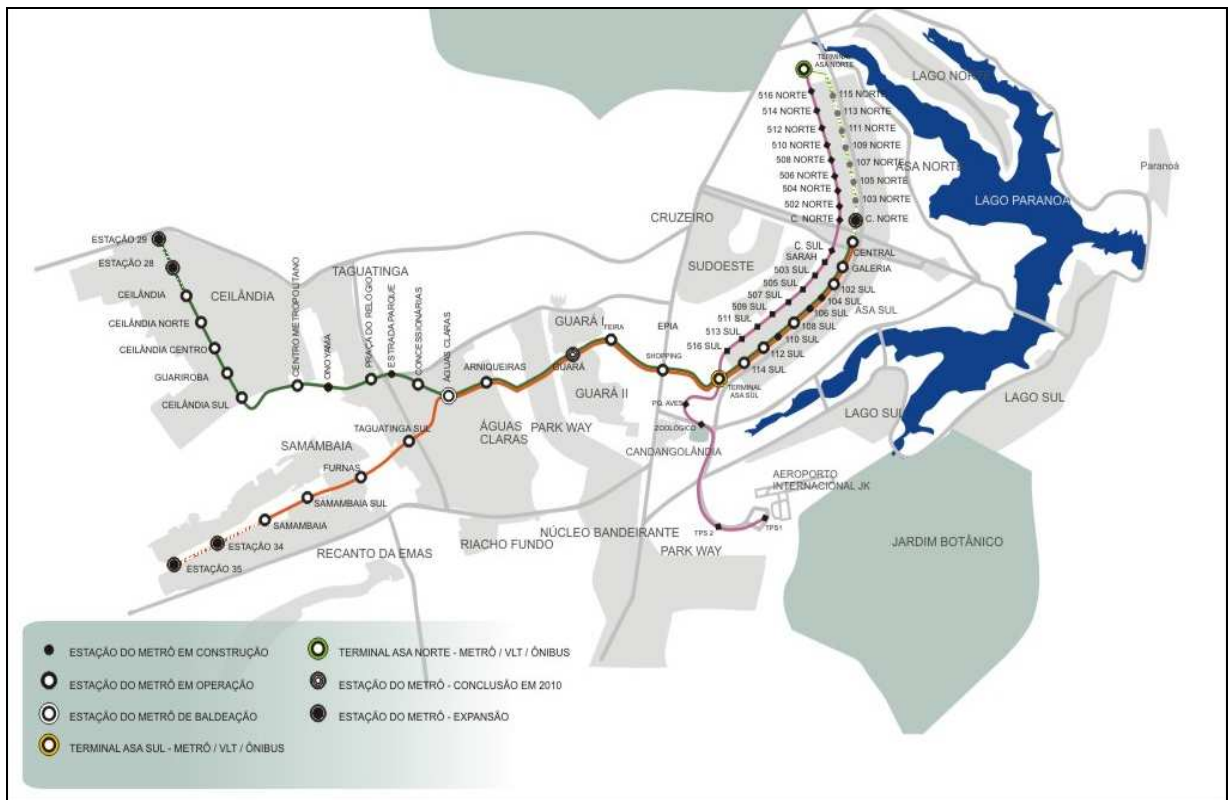 TERMINAL
ASA NORTE
LAGO NORTE
516 NORTE
115 NORTE
514 NORTE
113 NORTE
512 NORTE
111 NORTE
510 NORTE
109 NORTE
508 NORTE
107 NORTE
ASA NORTE
Paranoá
506 NORTE
105 NORTE
504 NORTE
103 NORTE
502 NORTE
LAGO PARANOÁ
C. NORTE
C. NORTE
CRUZEIRO
ESTAÇÃO 29
C. SUL
SARAH
CENTRAL
ESTAÇÃO 28
TAGUATINGA
SUDOESTE
503 SUL
GALERIA
CEILÂNDIA
CEILÂNDIA
505 SUL
102 SUL
507 SUL
104 SUL
CENTRO METROPOLITANO
ONOYAMA
PRAÇA DO RELÓGIO
ESTRADA PARQUE
CONCESSIONÁRIAS
ÁGUAS CLARAS
509 SUL
106 SUL
ASA SUL
CEILÂNDIA NORTE
GUARÁ I
FEIRA
EPIA
511 SUL
108 SUL
513 SUL
110 SUL
CEILÂNDIA CENTRO
516 SUL
112 SUL
GUARIROBA
ARNIQUEIRAS
GUARÁ
SHOPPING
114 SUL
CEILÂNDIA SUL
GUARÁ II
TERMINAL
ASA SUL
PQ. AVES
LAGO SUL
LAGO SUL
TAGUATINGA SUL
ÁGUAS
CLARAS
PARK WAY
ZOOLÓGICO
SAMAMBAIA
CANDANGOLÂNDIA
FURNAS
AEROPORTO
INTERNACIONAL JK
SAMAMBAIA SUL
SAMAMBAIA
NÚCLEO BANDEIRANTE
TPS 2
TPS1
ESTAÇÃO 34
RIACHO FUNDO
PARK WAY
JARDIM BOTÂNICO
RECANTO DA EMAS
ESTAÇÃO 35
ESTAÇÃO DO METRÔ EM CONSTRUÇÃO
TERMINAL ASA NORTE - METRÔ / VLT / ÔNIBUS
ESTAÇÃO DO METRÔ EM OPERAÇÃO
ESTAÇÃO DO METRÔ - CONCLUSÃO EM 2010
ESTAÇÃO DO METRÔ DE BALDEAÇÃO
ESTAÇÃO DO METRÔ - EXPANSÃO
TERMINAL ASA SUL - METRÔ / VLT / ÔNIBUS